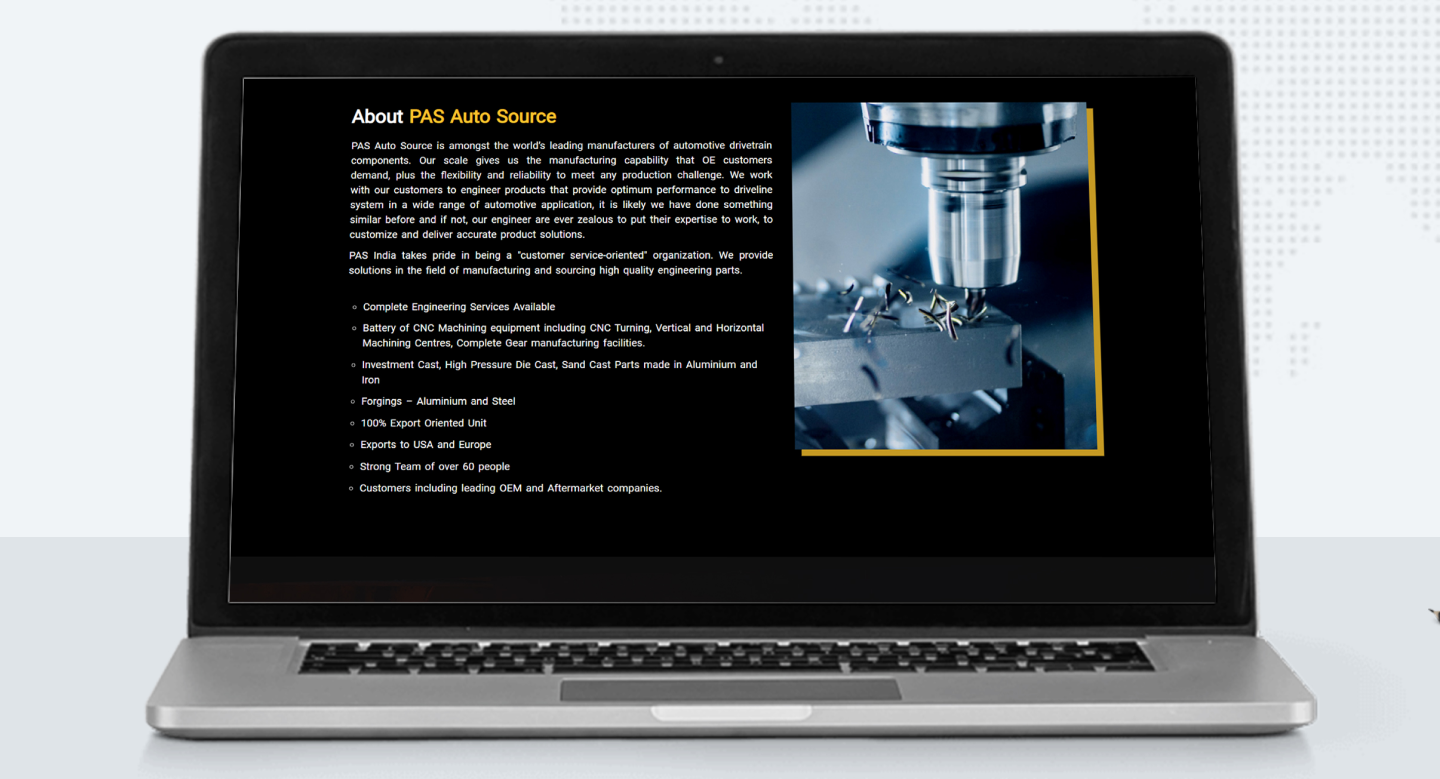 About PAS Auto Source
PAS Auto Source is amongst the world's leading manufacturers of automotive drivetrain
components. Our scale gives us the manufacturing capability that OE customers
demand, plus the flexibility and reliability to meet any production challenge. We work
with our customers to engineer products that provide optimum performance to driveline
system in a wide range of automotive application, it is likely we have done something
similar before and if not, our engineer are ever zealous to put their expertise to work, to
customize and deliver accurate product solutions.
PAS India takes pride in being a "customer service-oriented" organization. We provide
solutions in the field of manufacturing and sourcing high quality engineering parts.
Complete Engineering Services Available
Battery of CNC Machining equipment including CNC Turning, Vertical and Horizontal
Machining Centres, Complete Gear manufacturing facilities.
Investment Cast, High Pressure Die Cast, Sand Cast Parts made in Aluminium and
Iron
Forgings – Aluminium and Steel
100% Export Oriented Unit
Exports to USA and Europe
Strong Team of over 60 people
Customers including leading OEM and Aftermarket companies.